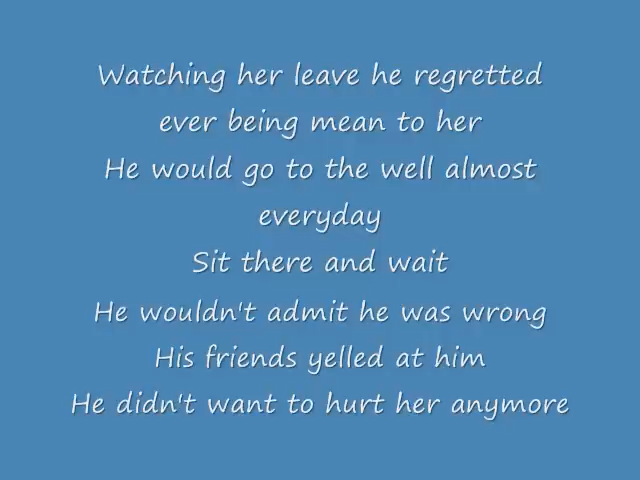 Watching her leave he regretted
ever being mean to her
He would go to the well almost
everyday
Sit there and wait
He wouldn't admit he was wrong
His friends yelled at him
He didn't want to hurt her anymore